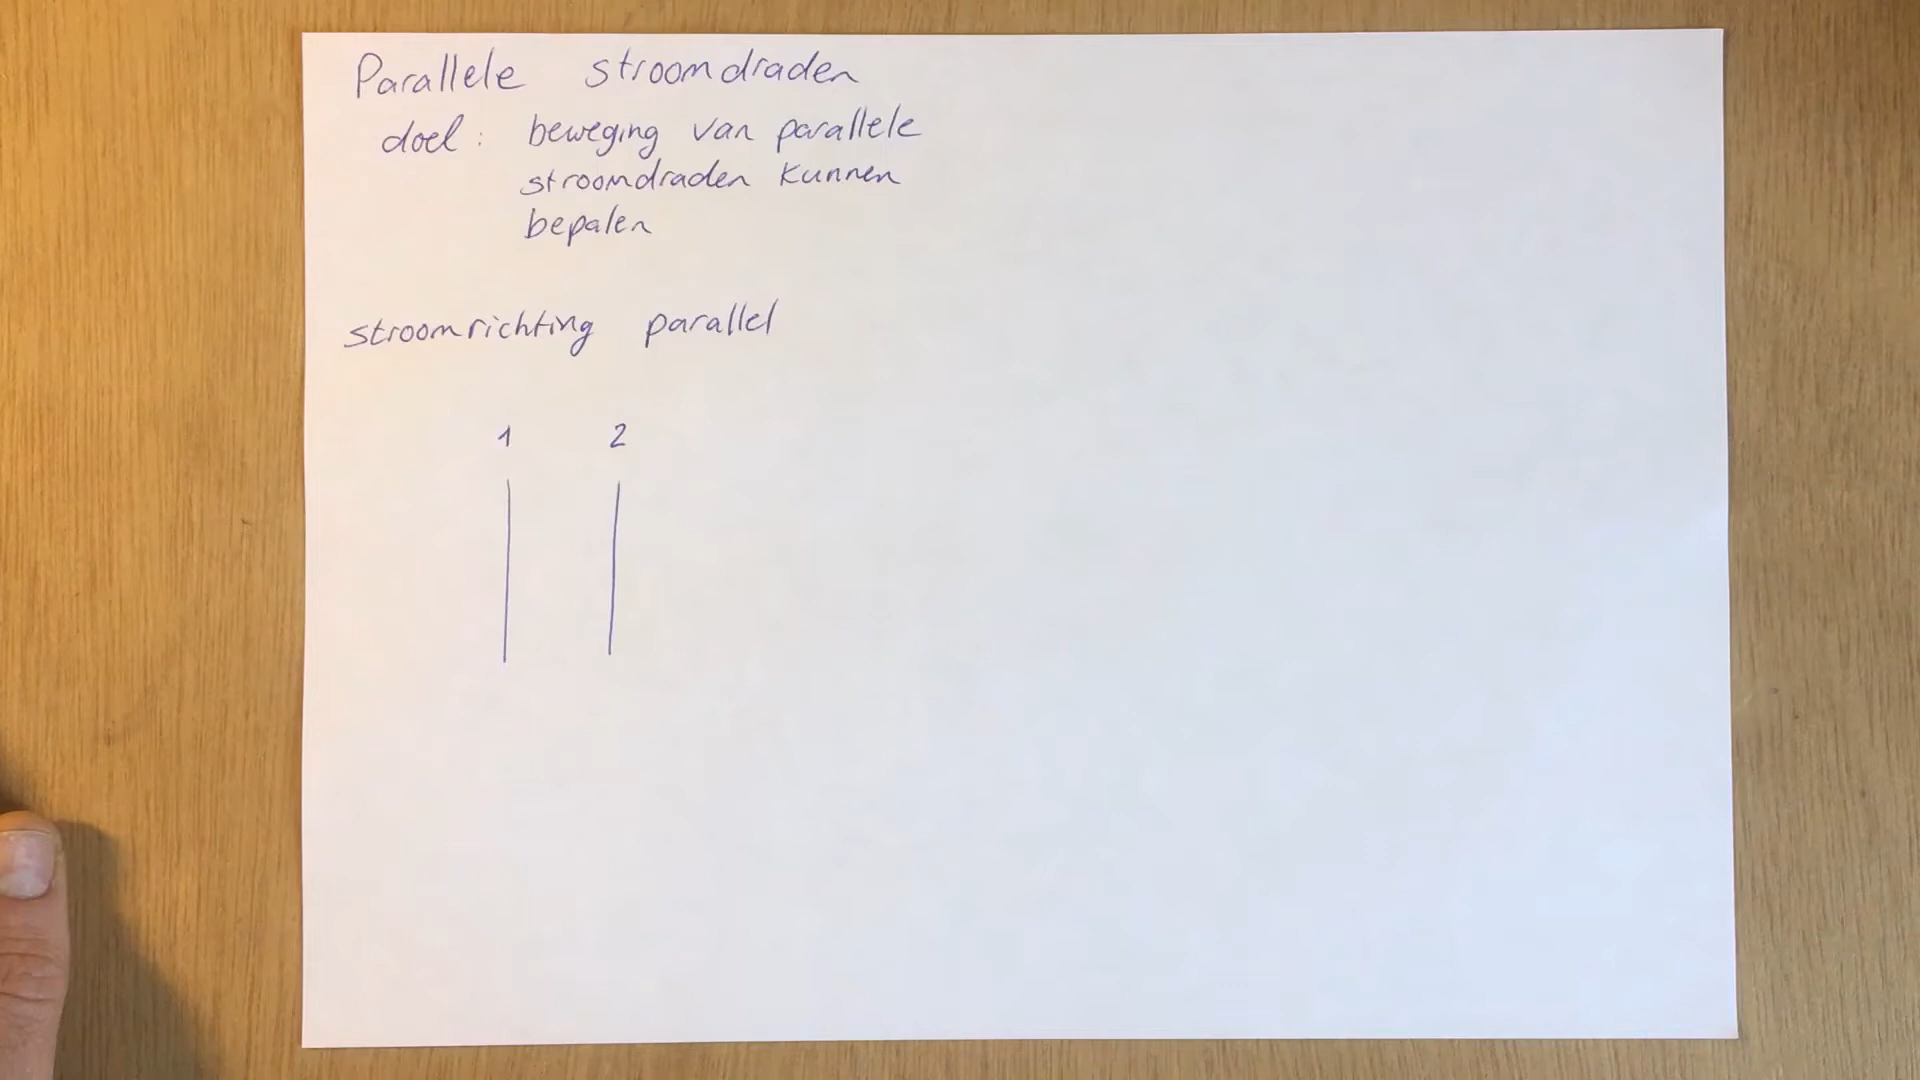 Parallele stroomdraden
doel: beweging van parallele
stroomdraden kunnen
bepalen
stroomrichting parallel
1 2